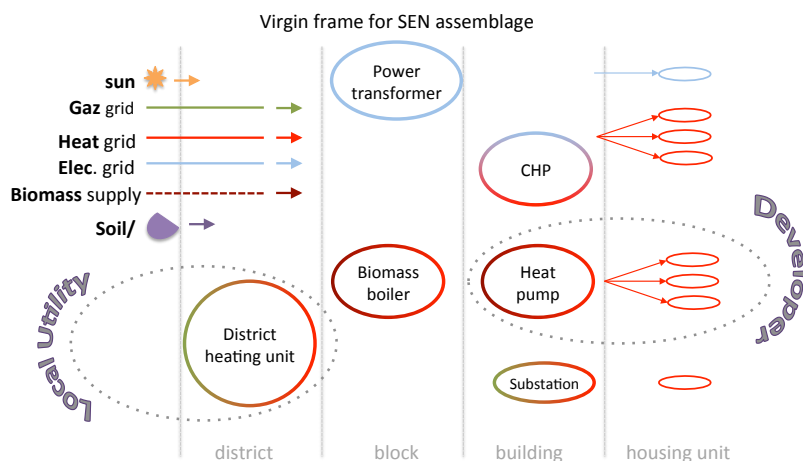 Virgin frame for SEN assemblage
sun
Gaz grid
Heat grid
Elec. grid
Biomass supply
Soil/
Power
transformer
CHP
Biomass
boiler
Heat
pump
District
heating unit
Substation
Local Utility
Developer
district
block
building
housing unit